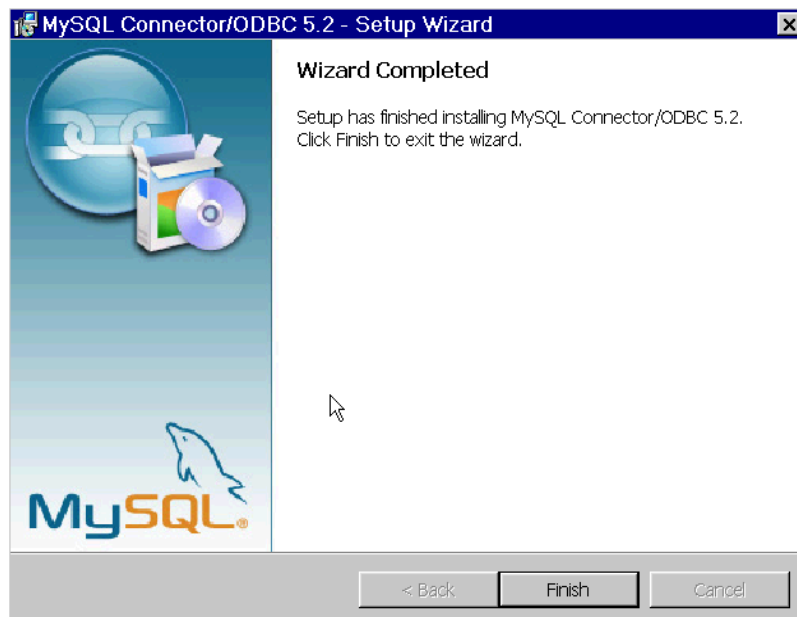 MySQL Connector/ODBC 5.2 - Setup Wizard
Wizard Completed
Setup has finished installing MySQL Connector/ODBC 5.2.
Click Finish to exit the wizard.
MySQL®
< Back
Finish
Cancel